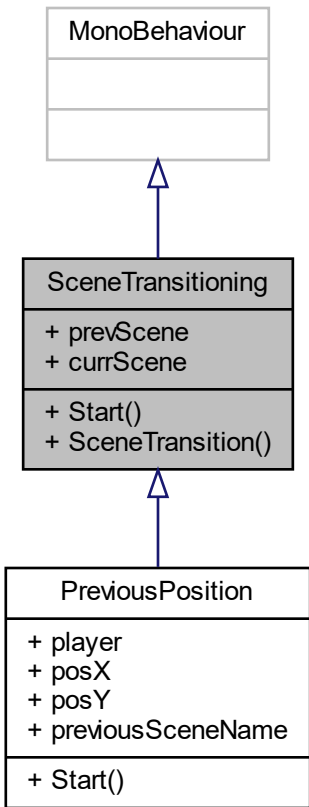 MonoBehaviour
SceneTransitioning
+ prevScene
+ currScene
+ Start()
+ SceneTransition()
PreviousPosition
+ player
+ posX
+ posY
+ previousSceneName
+ Start()